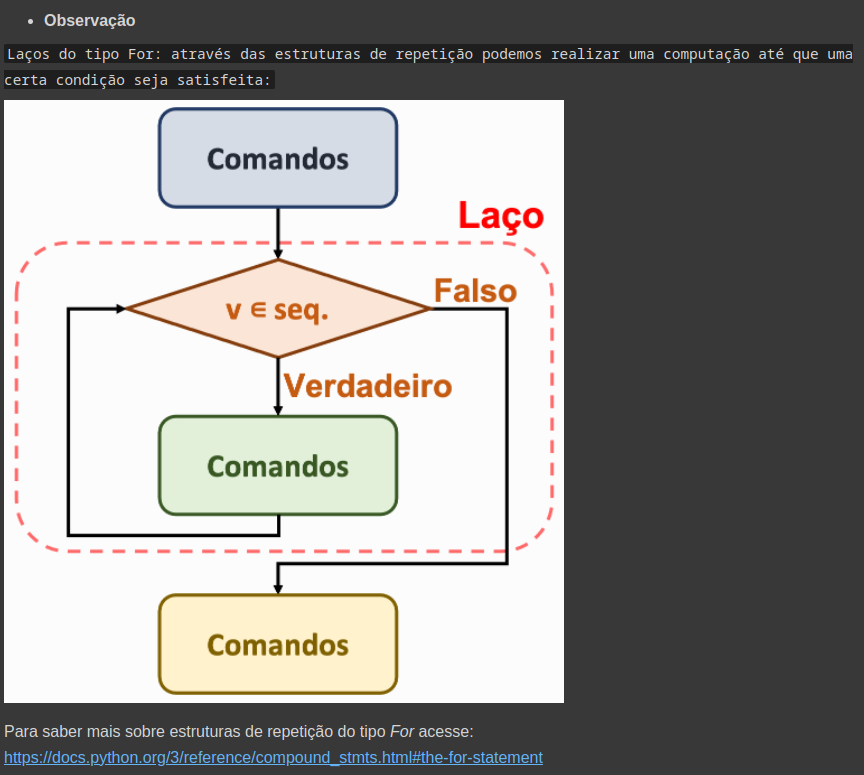 Observação
Laços do tipo For: através das estruturas de repetição podemos realizar uma computação até que uma
certa condição seja satisfeita:
Comandos
Laço
v ∈ seq.
Falso
Verdadeiro
Comandos
Comandos
Para saber mais sobre estruturas de repetição do tipo For acesse:
https://docs.python.org/3/reference/compound_stmts.html#the-for-statement